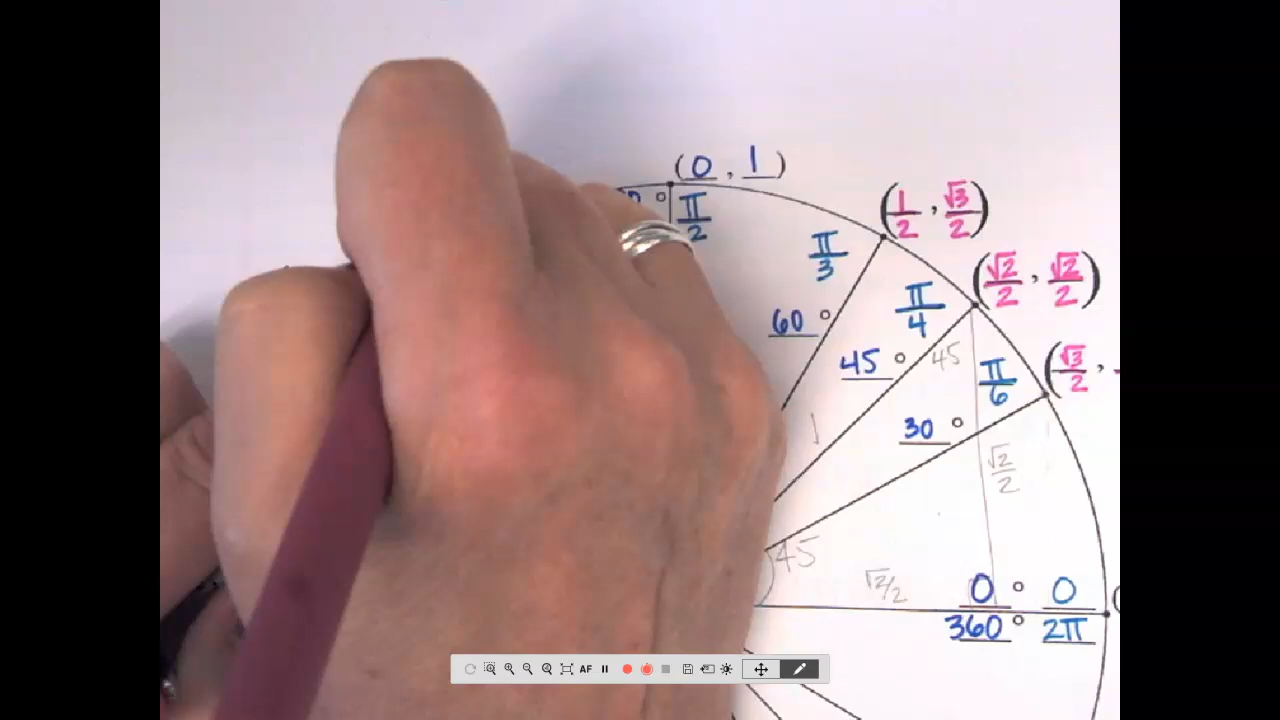 (0, 1)
π/2
(1/2, √3/2)
π/3
(√2/2, √2/2)
π/4
60°
45°
45
π/6
(√3/2,
30°
√2/2
45
√2/2
0° 0
360° 2π
AF